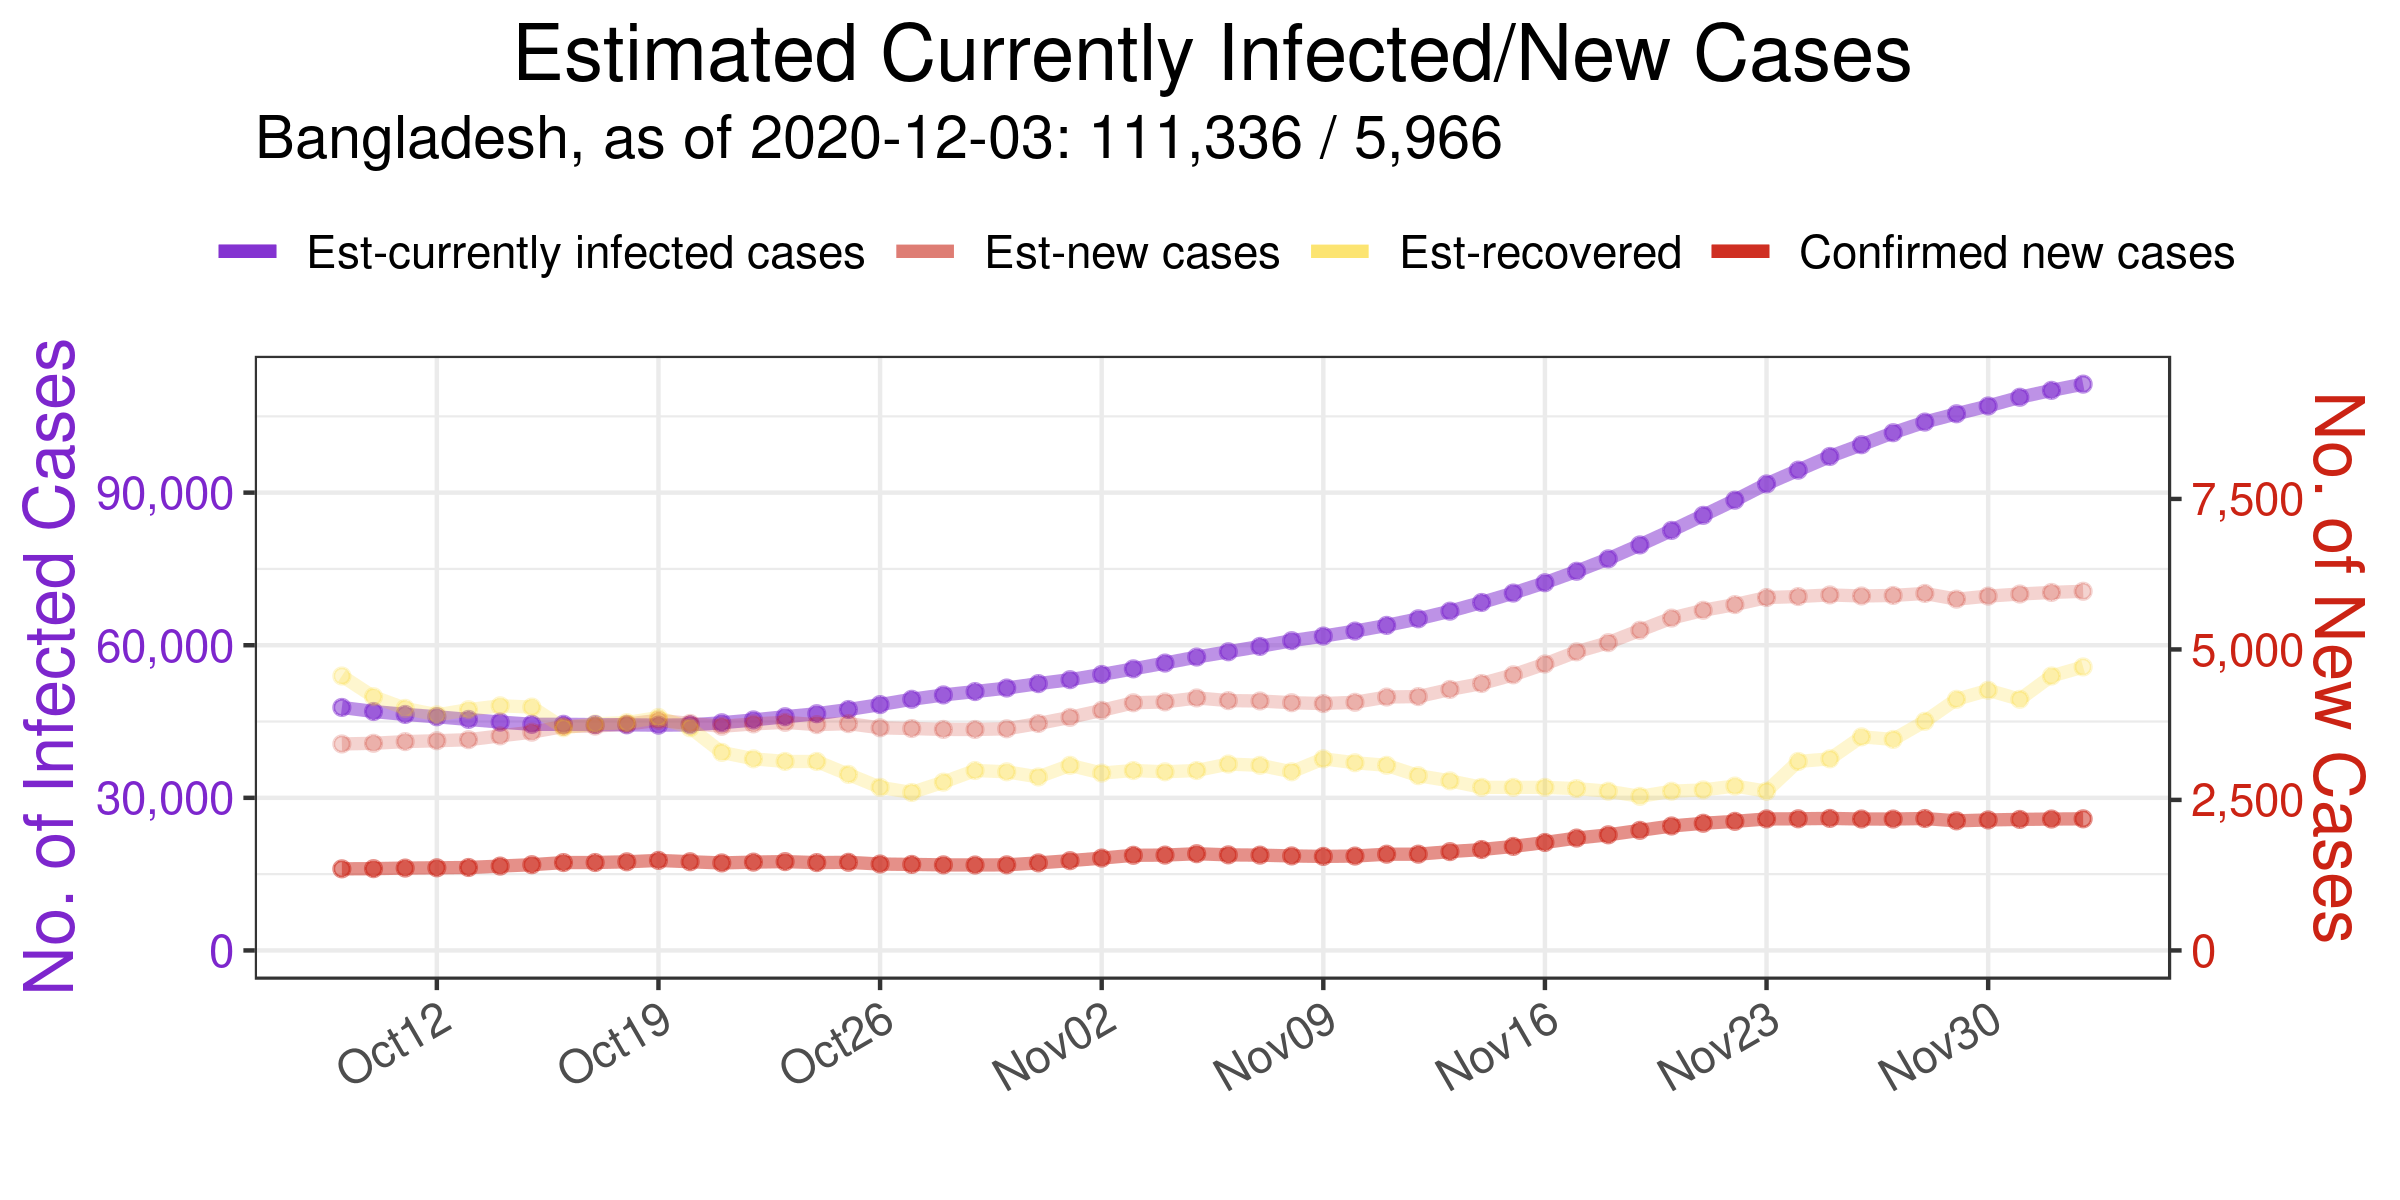 Estimated Currently Infected/New Cases
Bangladesh, as of 2020-12-03: 111,336 / 5,966
Est-currently infected cases Est-new cases Est-recovered Confirmed new cases
No. of Infected Cases
90,000
60,000
30,000
0
7,500
5,000
2,500
0
No. of New Cases
Oct12 Oct19 Oct26 Nov02 Nov09 Nov16 Nov23 Nov30